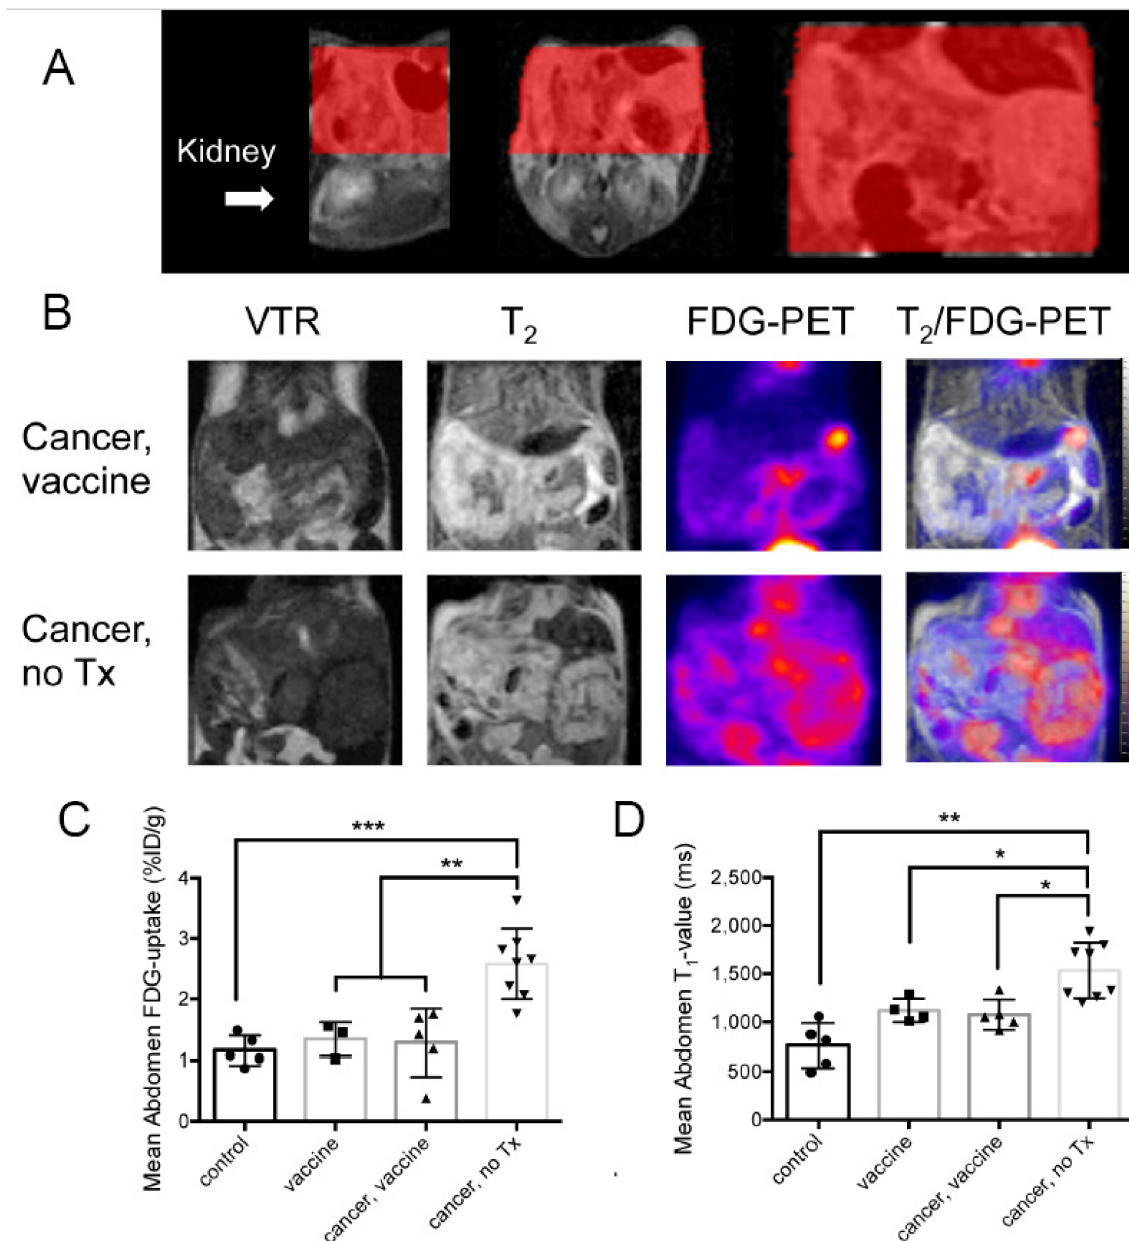 A
Kidney
B
VTR
T2
FDG-PET
T2/FDG-PET
Cancer,
vaccine
Cancer,
no Tx
C
Mean Abdomen FDG-uptake (%ID/g)
***
**
4
3
2
1
0
control
vaccine
cancer, vaccine
cancer, no Tx
D
Mean Abdomen T1-value (ms)
**
*
*
2,500
2,000
1,500
1,000
500
0
control
vaccine
cancer, vaccine
cancer, no Tx